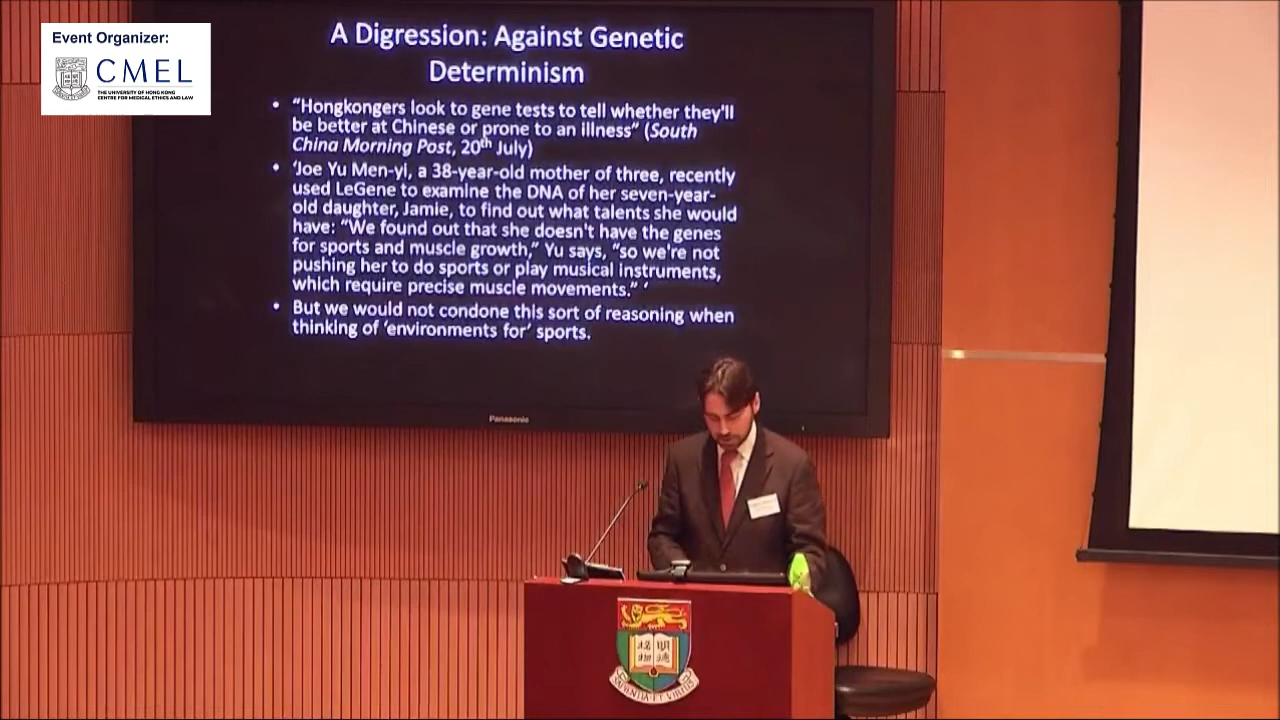 Event Organizer:
CMEL
THE UNIVERSITY OF HONG KONG
CENTRE FOR MEDICAL ETHICS AND LAW
A Digression: Against Genetic
Determinism
• “Hongkongers look to gene tests to tell whether they'll
be better at Chinese or prone to an illness” (South
China Morning Post, 20th July)
• ‘Joe Yu Men-yi, a 38-year-old mother of three, recently
used LeGene to examine the DNA of her seven-year-
old daughter, Jamie, to find out what talents she would
have: “We found out that she doesn't have the genes
for sports and muscle growth,” Yu says, “so we're not
pushing her to do sports or play musical instruments,
which require precise muscle movements.” ‘
• But we would not condone this sort of reasoning when
thinking of ‘environments for’ sports.
Panasonic
SAPIENTIA ET VIRTUS